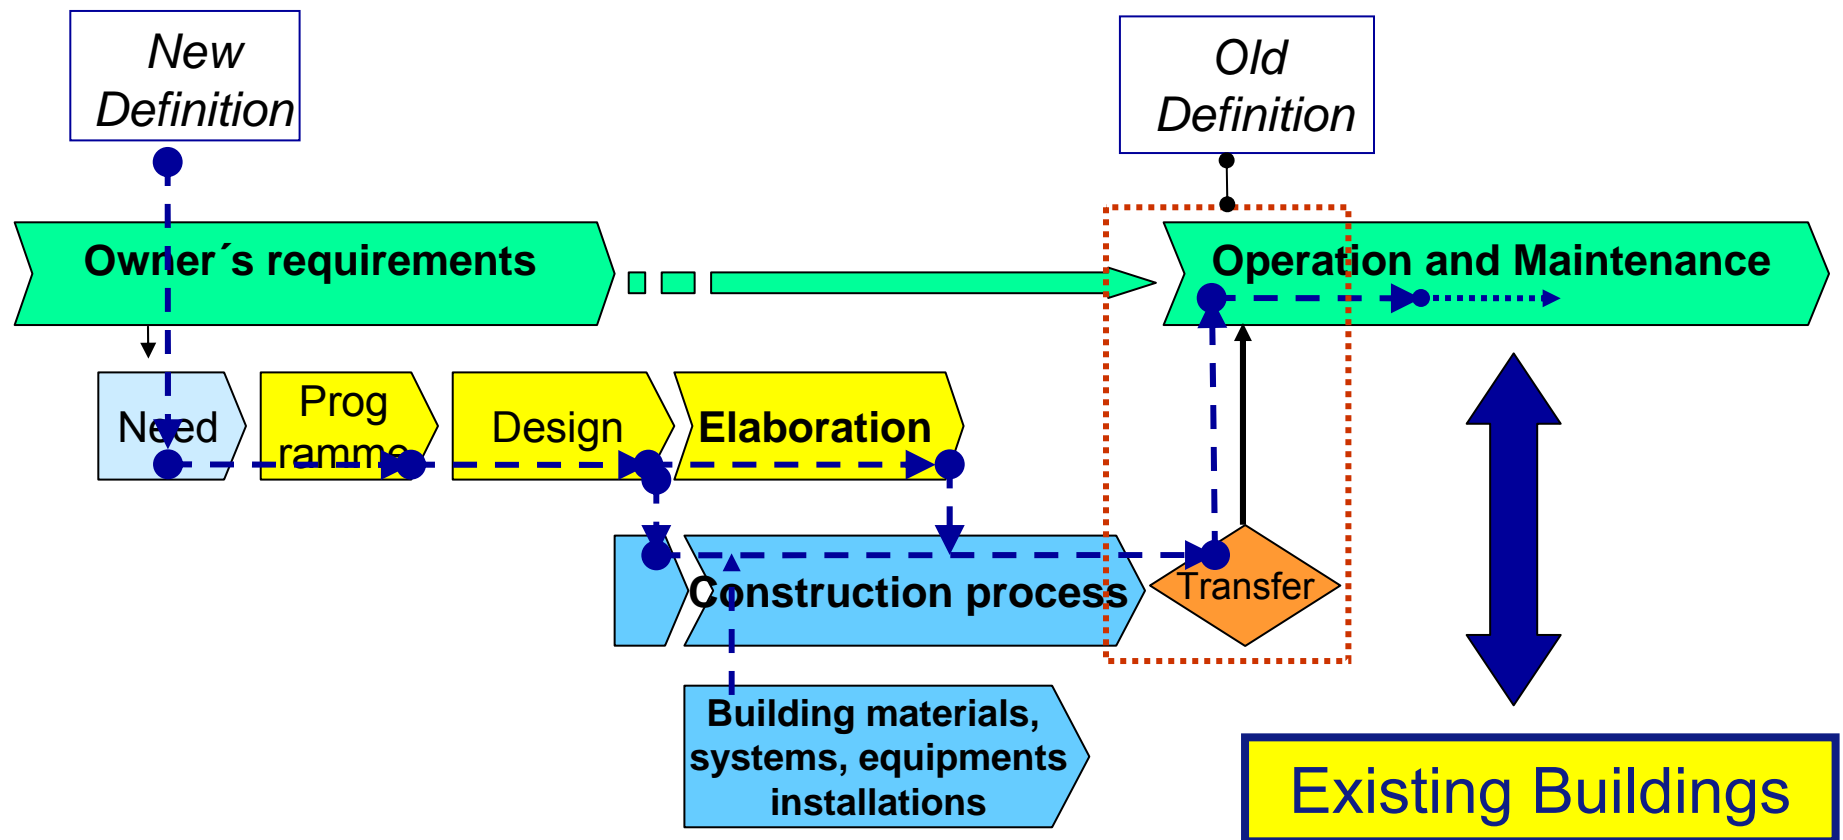 New
Definition
Old
Definition
Owner´s requirements
Operation and Maintenance
Need
Prog
ramme
Design
Elaboration
Construction process
Transfer
Building materials,
systems, equipments
installations
Existing Buildings